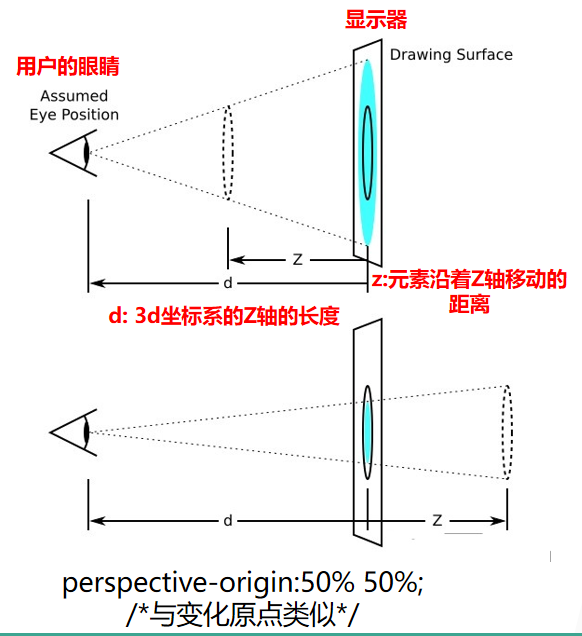 显示器
Drawing Surface
用户的眼睛
Assumed
Eye Position
Z
d
z:元素沿着Z轴移动的
距离
d: 3d坐标系的Z轴的长度
d
Z
perspective-origin:50% 50%;
/*与变化原点类似*/